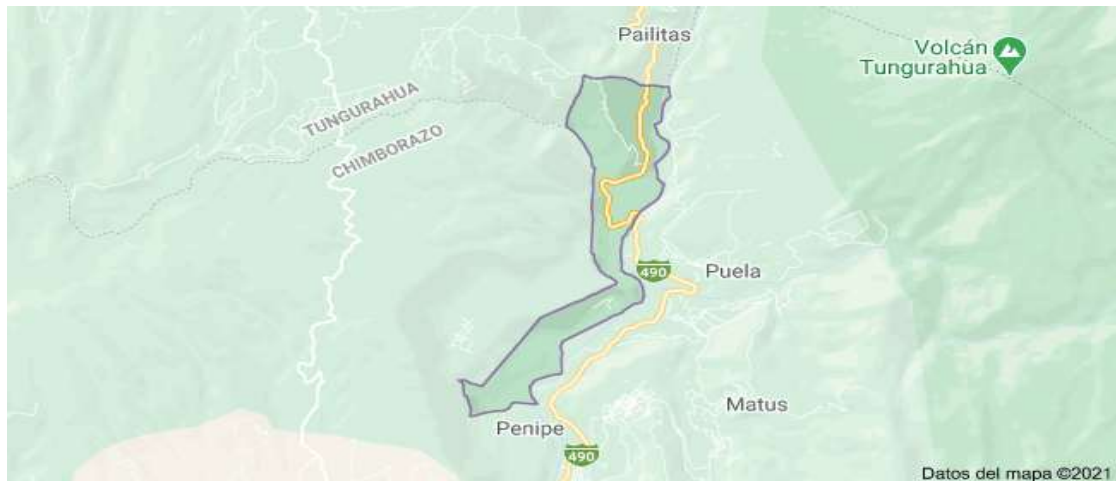 Pailitas
Volcán
Tungurahua
TUNGURAHUA
CHIMBORAZO
490
Puela
Matus
Penipe
490
Datos del mapa ©2021